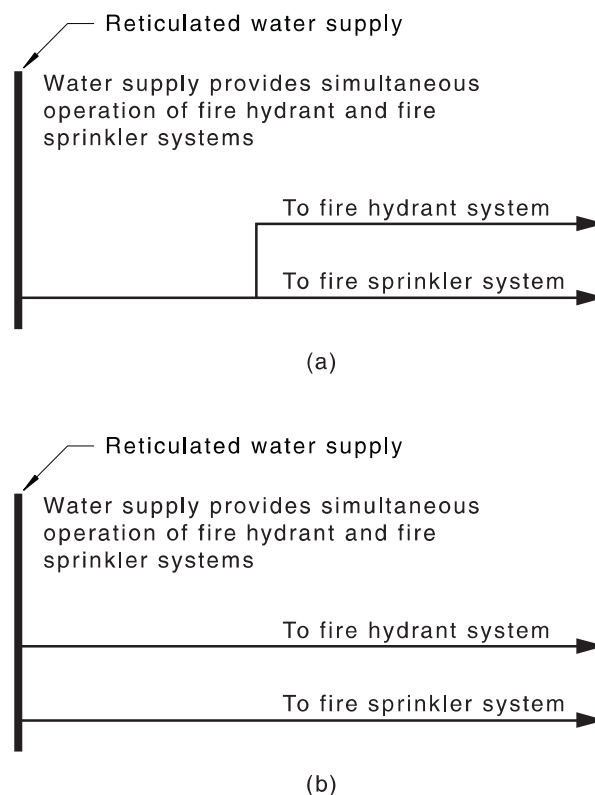 Reticulated water supply
Water supply provides simultaneous
operation of fire hydrant and fire
sprinkler systems
To fire hydrant system
To fire sprinkler system
(a)
Reticulated water supply
Water supply provides simultaneous
operation of fire hydrant and fire
sprinkler systems
To fire hydrant system
To fire sprinkler system
(b)